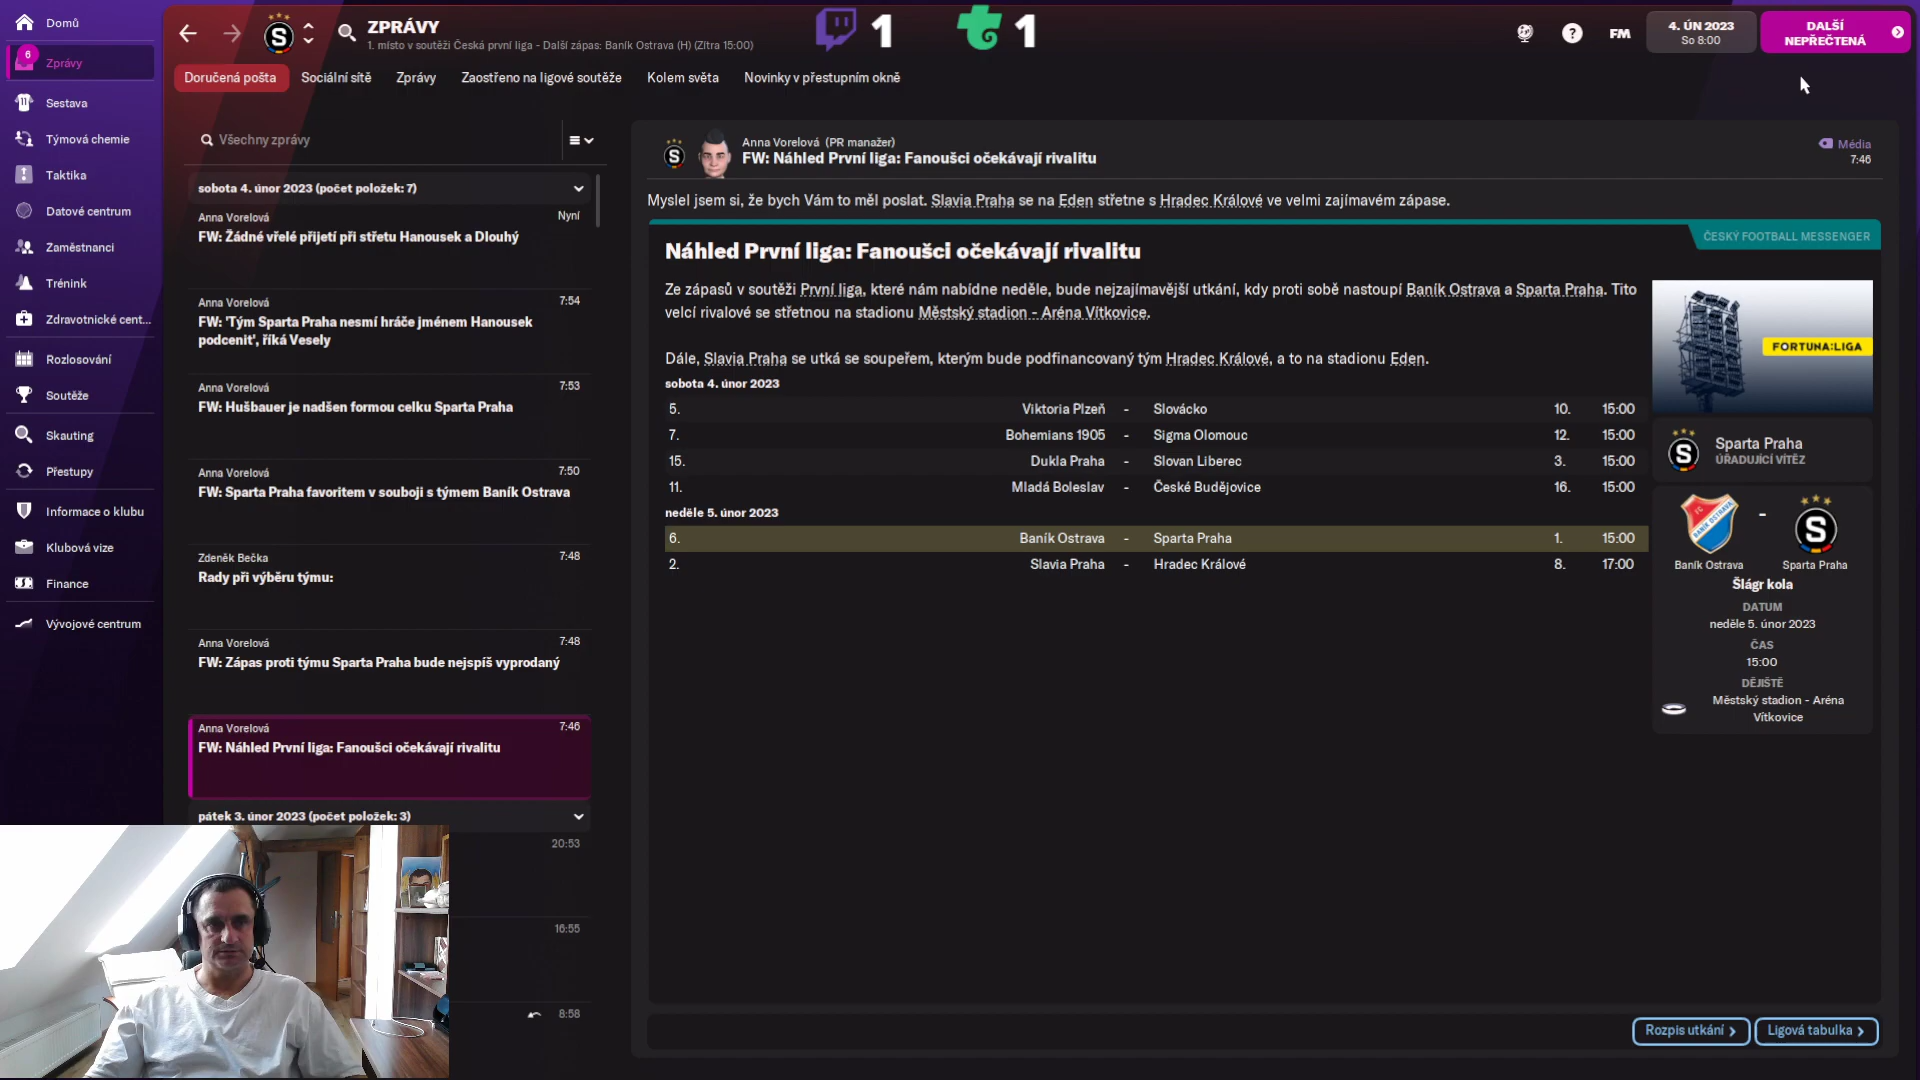 Domů
6
Zprávy
Sestava
Týmová chemie
Taktika
Datové centrum
Zaměstnanci
Trénink
Zdravotnické cent...
Rozlosování
Soutěže
Skauting
Přestupy
Informace o klubu
Klubová vize
Finance
Vývojové centrum
ZPRÁVY
1. místo v soutěži Česká první liga - Další zápas: Baník Ostrava (H) (Zítra 15:00)
1
1
FM
4. ÚN 2023
So 8:00
DALŠÍ
NEPŘEČTENÁ
Doručená pošta
Sociální sítě
Zprávy
Zaostřeno na ligové soutěže
Kolem světa
Novinky v přestupním okně
Všechny zprávy
sobota 4. únor 2023 (počet položek: 7)
Anna Vorelová
Nyní
FW: Žádné vřelé přijetí při střetu Hanousek a Dlouhý
Anna Vorelová
7:54
FW: 'Tým Sparta Praha nesmí hráče jménem Hanousek
podcenit', říká Vesely
Anna Vorelová
7:53
FW: Hušbauer je nadšen formou celku Sparta Praha
Anna Vorelová
7:50
FW: Sparta Praha favoritem v souboji s týmem Baník Ostrava
Zdeněk Bečka
7:48
Rady při výběru týmu:
Anna Vorelová
7:48
FW: Zápas proti týmu Sparta Praha bude nejspíš vyprodaný
Anna Vorelová
7:46
FW: Náhled První liga: Fanoušci očekávají rivalitu
pátek 3. únor 2023 (počet položek: 3)
20:53
16:55
8:58
Anna Vorelová (PR manažer)
FW: Náhled První liga: Fanoušci očekávají rivalitu
Média
7:46
Myslel jsem si, že bych Vám to měl poslat. Slavia Praha se na Eden střetne s Hradec Králové ve velmi zajímavém zápase.
ČESKÝ FOOTBALL MESSENGER
Náhled První liga: Fanoušci očekávají rivalitu
Ze zápasů v soutěži První liga, které nám nabídne neděle, bude nejzajímavější utkání, kdy proti sobě nastoupí Baník Ostrava a Sparta Praha. Tito
velcí rivalové se střetnou na stadionu Městský stadion - Aréna Vítkovice.
Dále, Slavia Praha se utká se soupeřem, kterým bude podfinancovaný tým Hradec Králové, a to na stadionu Eden.
sobota 4. únor 2023
5. Viktoria Plzeň - Slovácko 10. 15:00
7. Bohemians 1905 - Sigma Olomouc 12. 15:00
15. Dukla Praha - Slovan Liberec 3. 15:00
11. Mladá Boleslav - České Budějovice 16. 15:00
neděle 5. únor 2023
6. Baník Ostrava - Sparta Praha 1. 15:00
2. Slavia Praha - Hradec Králové 8. 17:00
FORTUNA:LIGA
Sparta Praha
ÚŘADUJÍCÍ VÍTĚZ
-
Baník Ostrava
Sparta Praha
Šlágr kola
DATUM
neděle 5. únor 2023
ČAS
15:00
DĚJIŠTĚ
Městský stadion - Aréna
Vítkovice
Rozpis utkání
Ligová tabulka